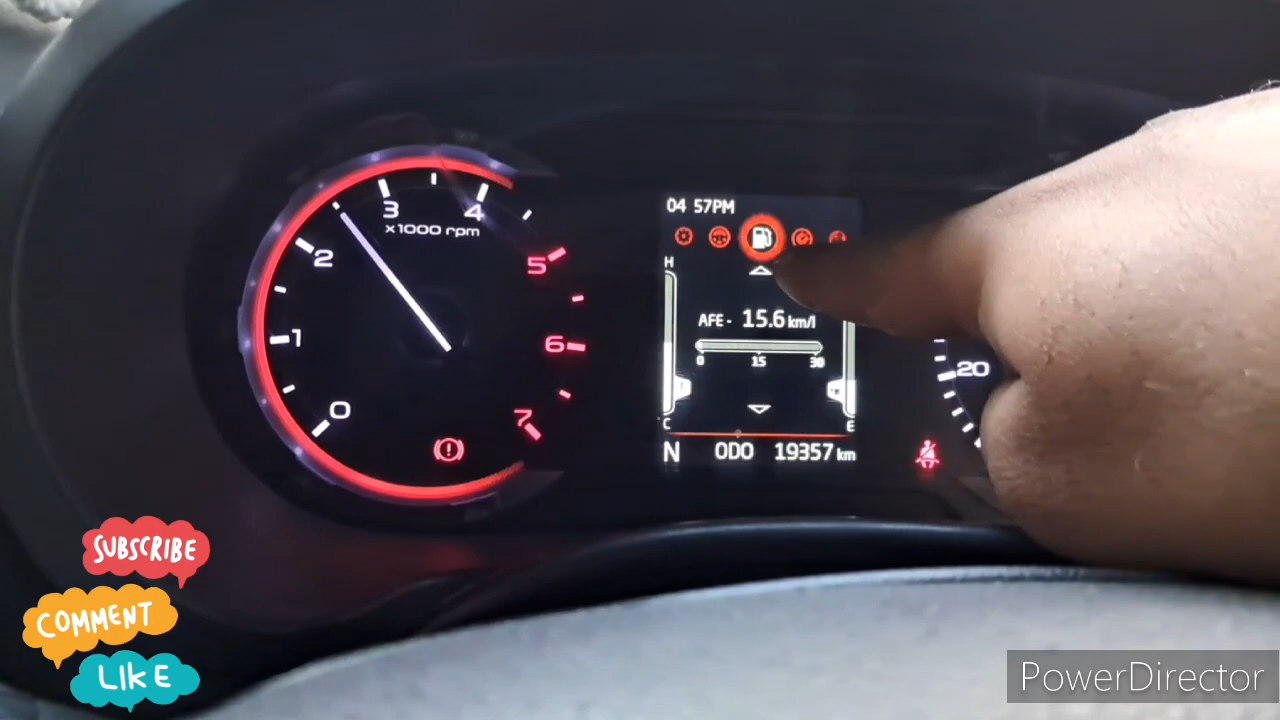 04 57PM
3
4
x1000 rpm
2
5
H
AFE - 15.6 km/l
1
6
0 15 30
20
0
7
C
E
N ODO 19357 km
SUBSCRIBE
COMMENT
LIKE
PowerDirector